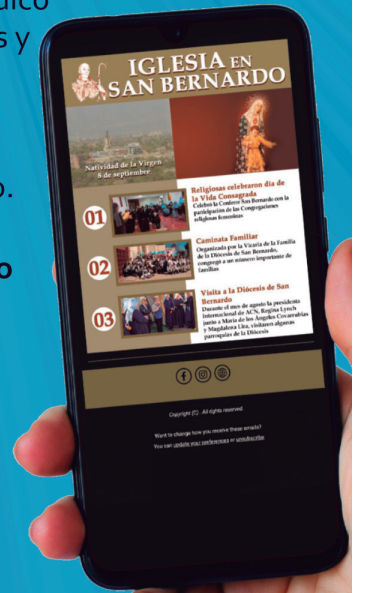 dico
s y
o.
o
IGLESIA EN
SAN BERNARDO
Natividad de la Virgen
8 de septiembre
01
Religiosas celebraron día de
la Vida Consagrada
Celebró la Conferre San Bernardo con la
participación de las Congregaciones
religiosas femeninas
02
Caminata Familiar
Organizada por la Vicaría de la Familia
de la Diócesis de San Bernardo,
congregó a un número importante de
familias
03
Visita a la Diócesis de San
Bernardo
Durante el mes de agosto la presidenta
internacional de ACN, Regina Lynch
junto a María de los Ángeles Covarrubias
y Magdalena Lira, visitaron algunas
parroquias de la Diócesis
Copyright (C) . All rights reserved.
Want to change how you receive these emails?
You can update your preferences or unsubscribe